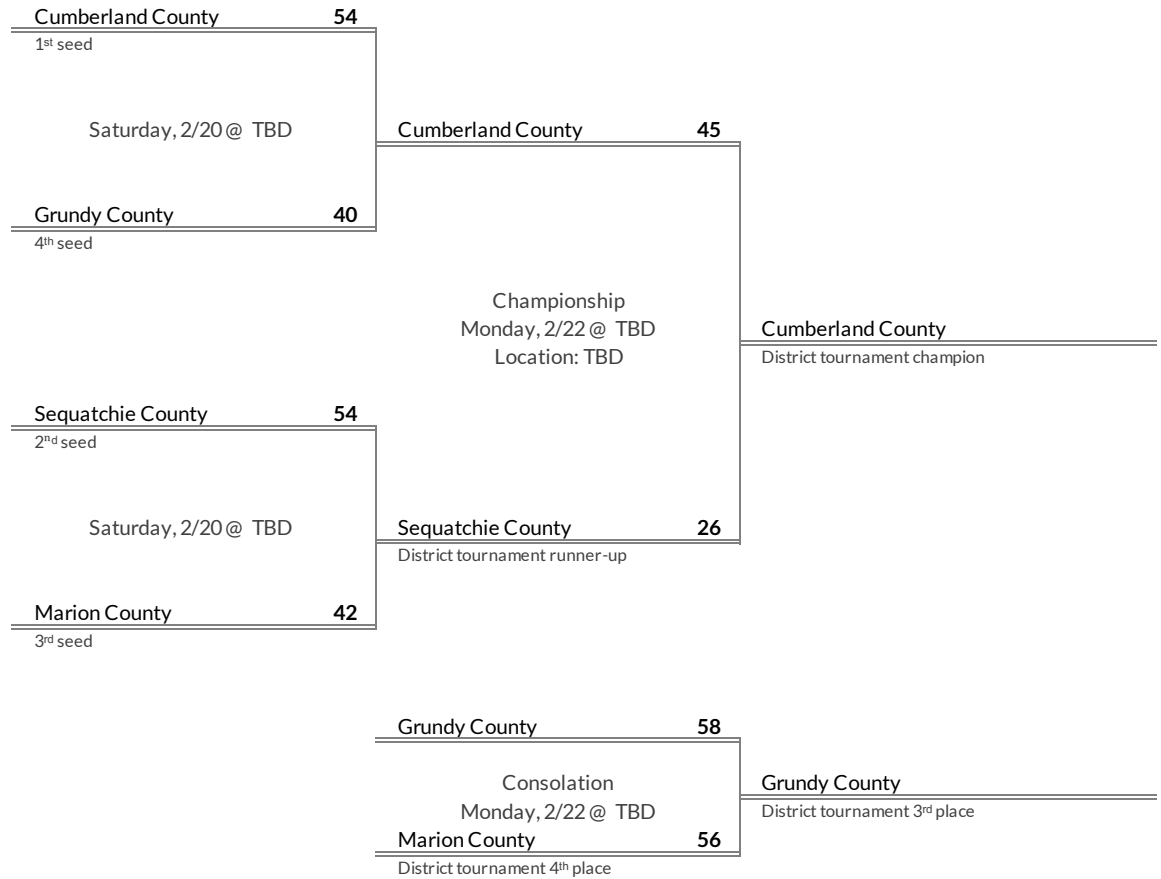 Cumberland County 54
1st seed
Saturday, 2/20 @ TBD
Cumberland County 45
Grundy County 40
4th seed
Championship
Monday, 2/22 @ TBD
Location: TBD
Cumberland County
District tournament champion
Sequatchie County 54
2nd seed
Saturday, 2/20 @ TBD
Sequatchie County 26
District tournament runner-up
Marion County 42
3rd seed
Grundy County 58
Consolation
Monday, 2/22 @ TBD
Grundy County
District tournament 3rd place
Marion County 56
District tournament 4th place